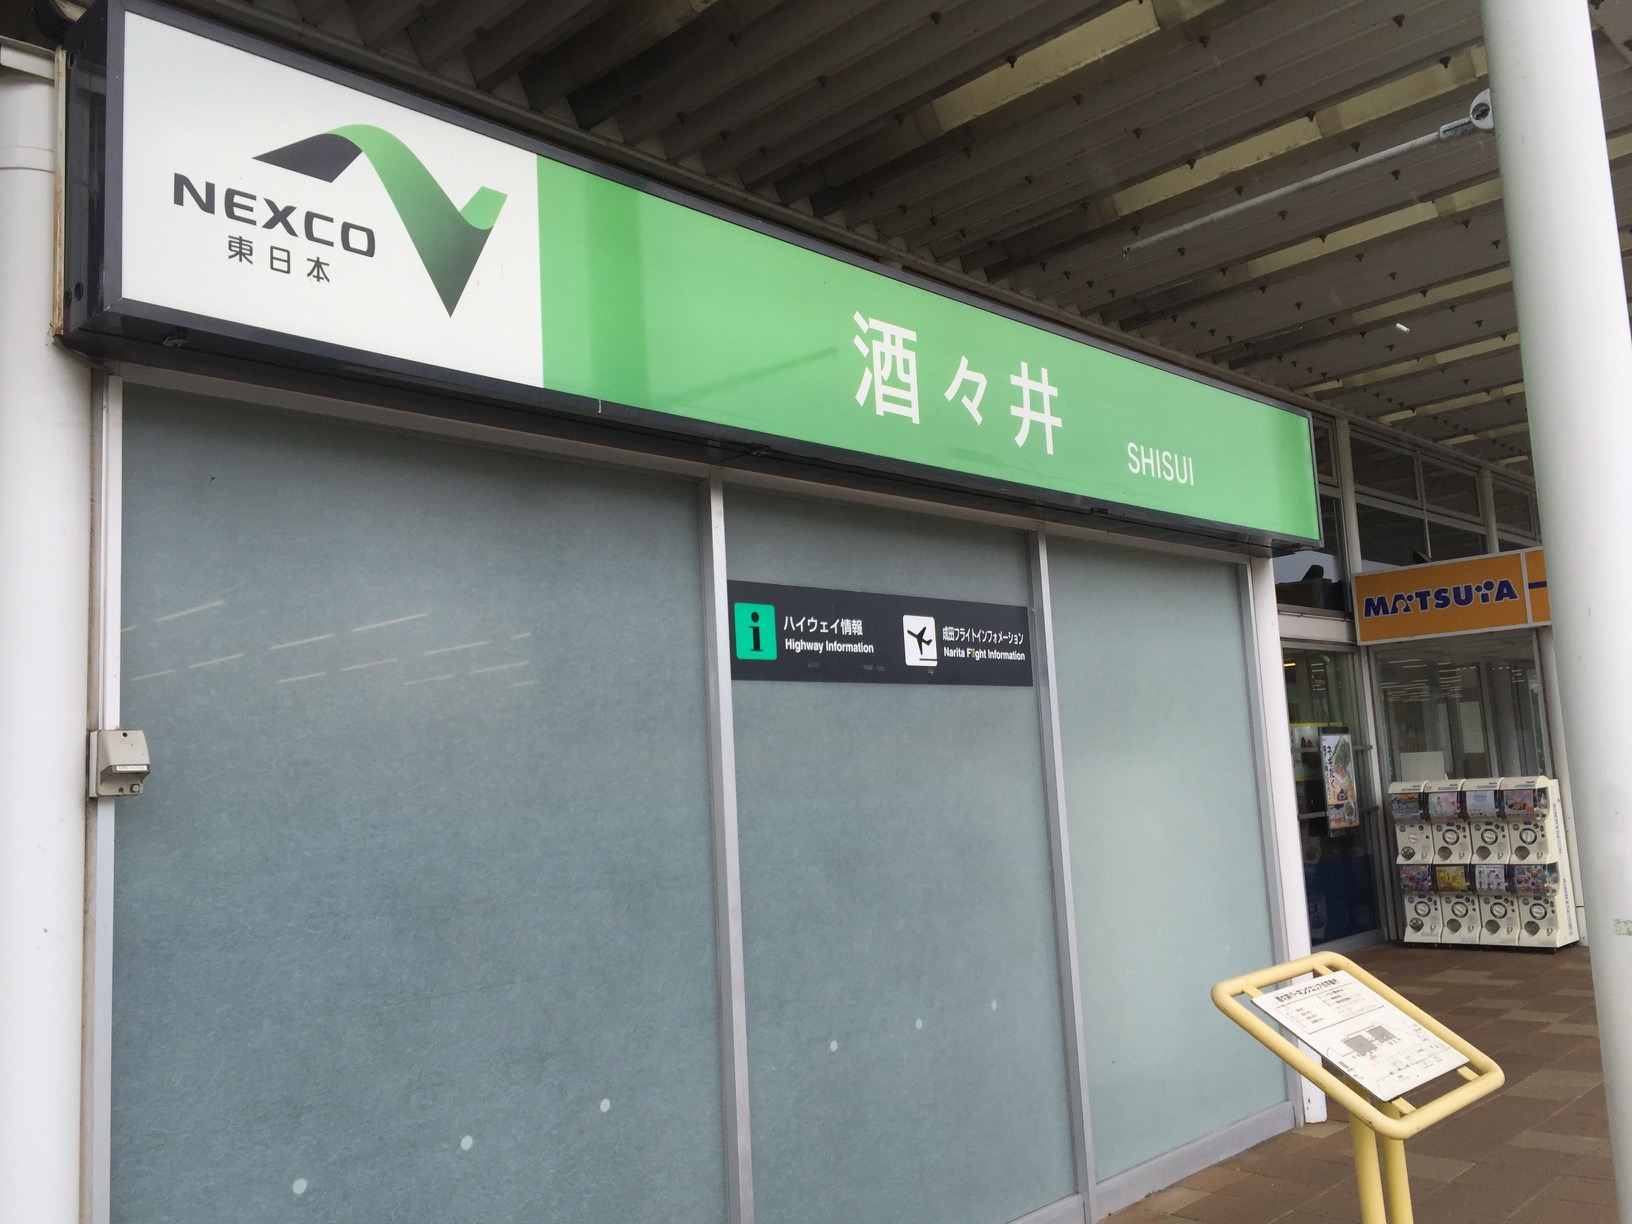 NEXCO
東日本
酒々井 SHISUI
ハイウェイ情報
Highway Information
成田フライトインフォメーション
Narita Flight Information
MATSUYA